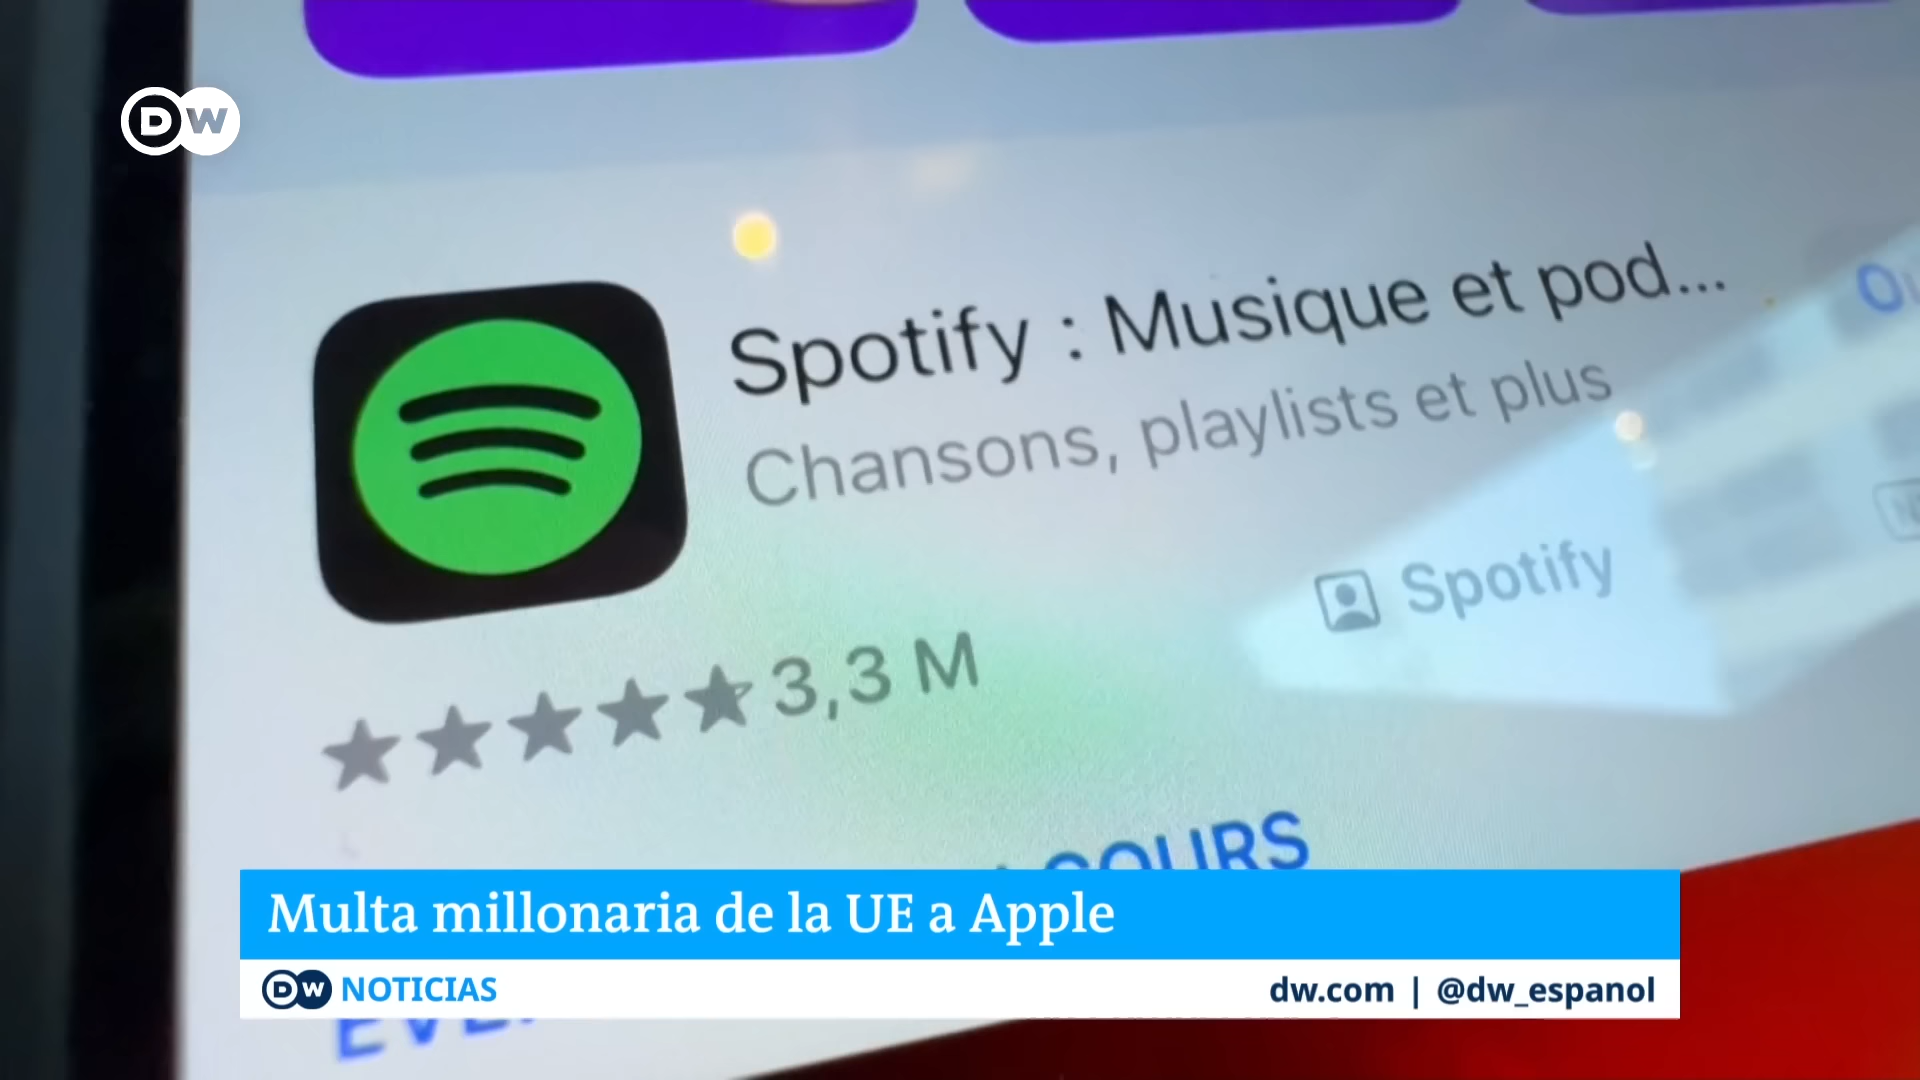 DW
Spotify : Musique et pod...
Chansons, playlists et plus
Spotify
3,3 M
Multa millonaria de la UE a Apple
DW NOTICIAS
dw.com | @dw_espanol